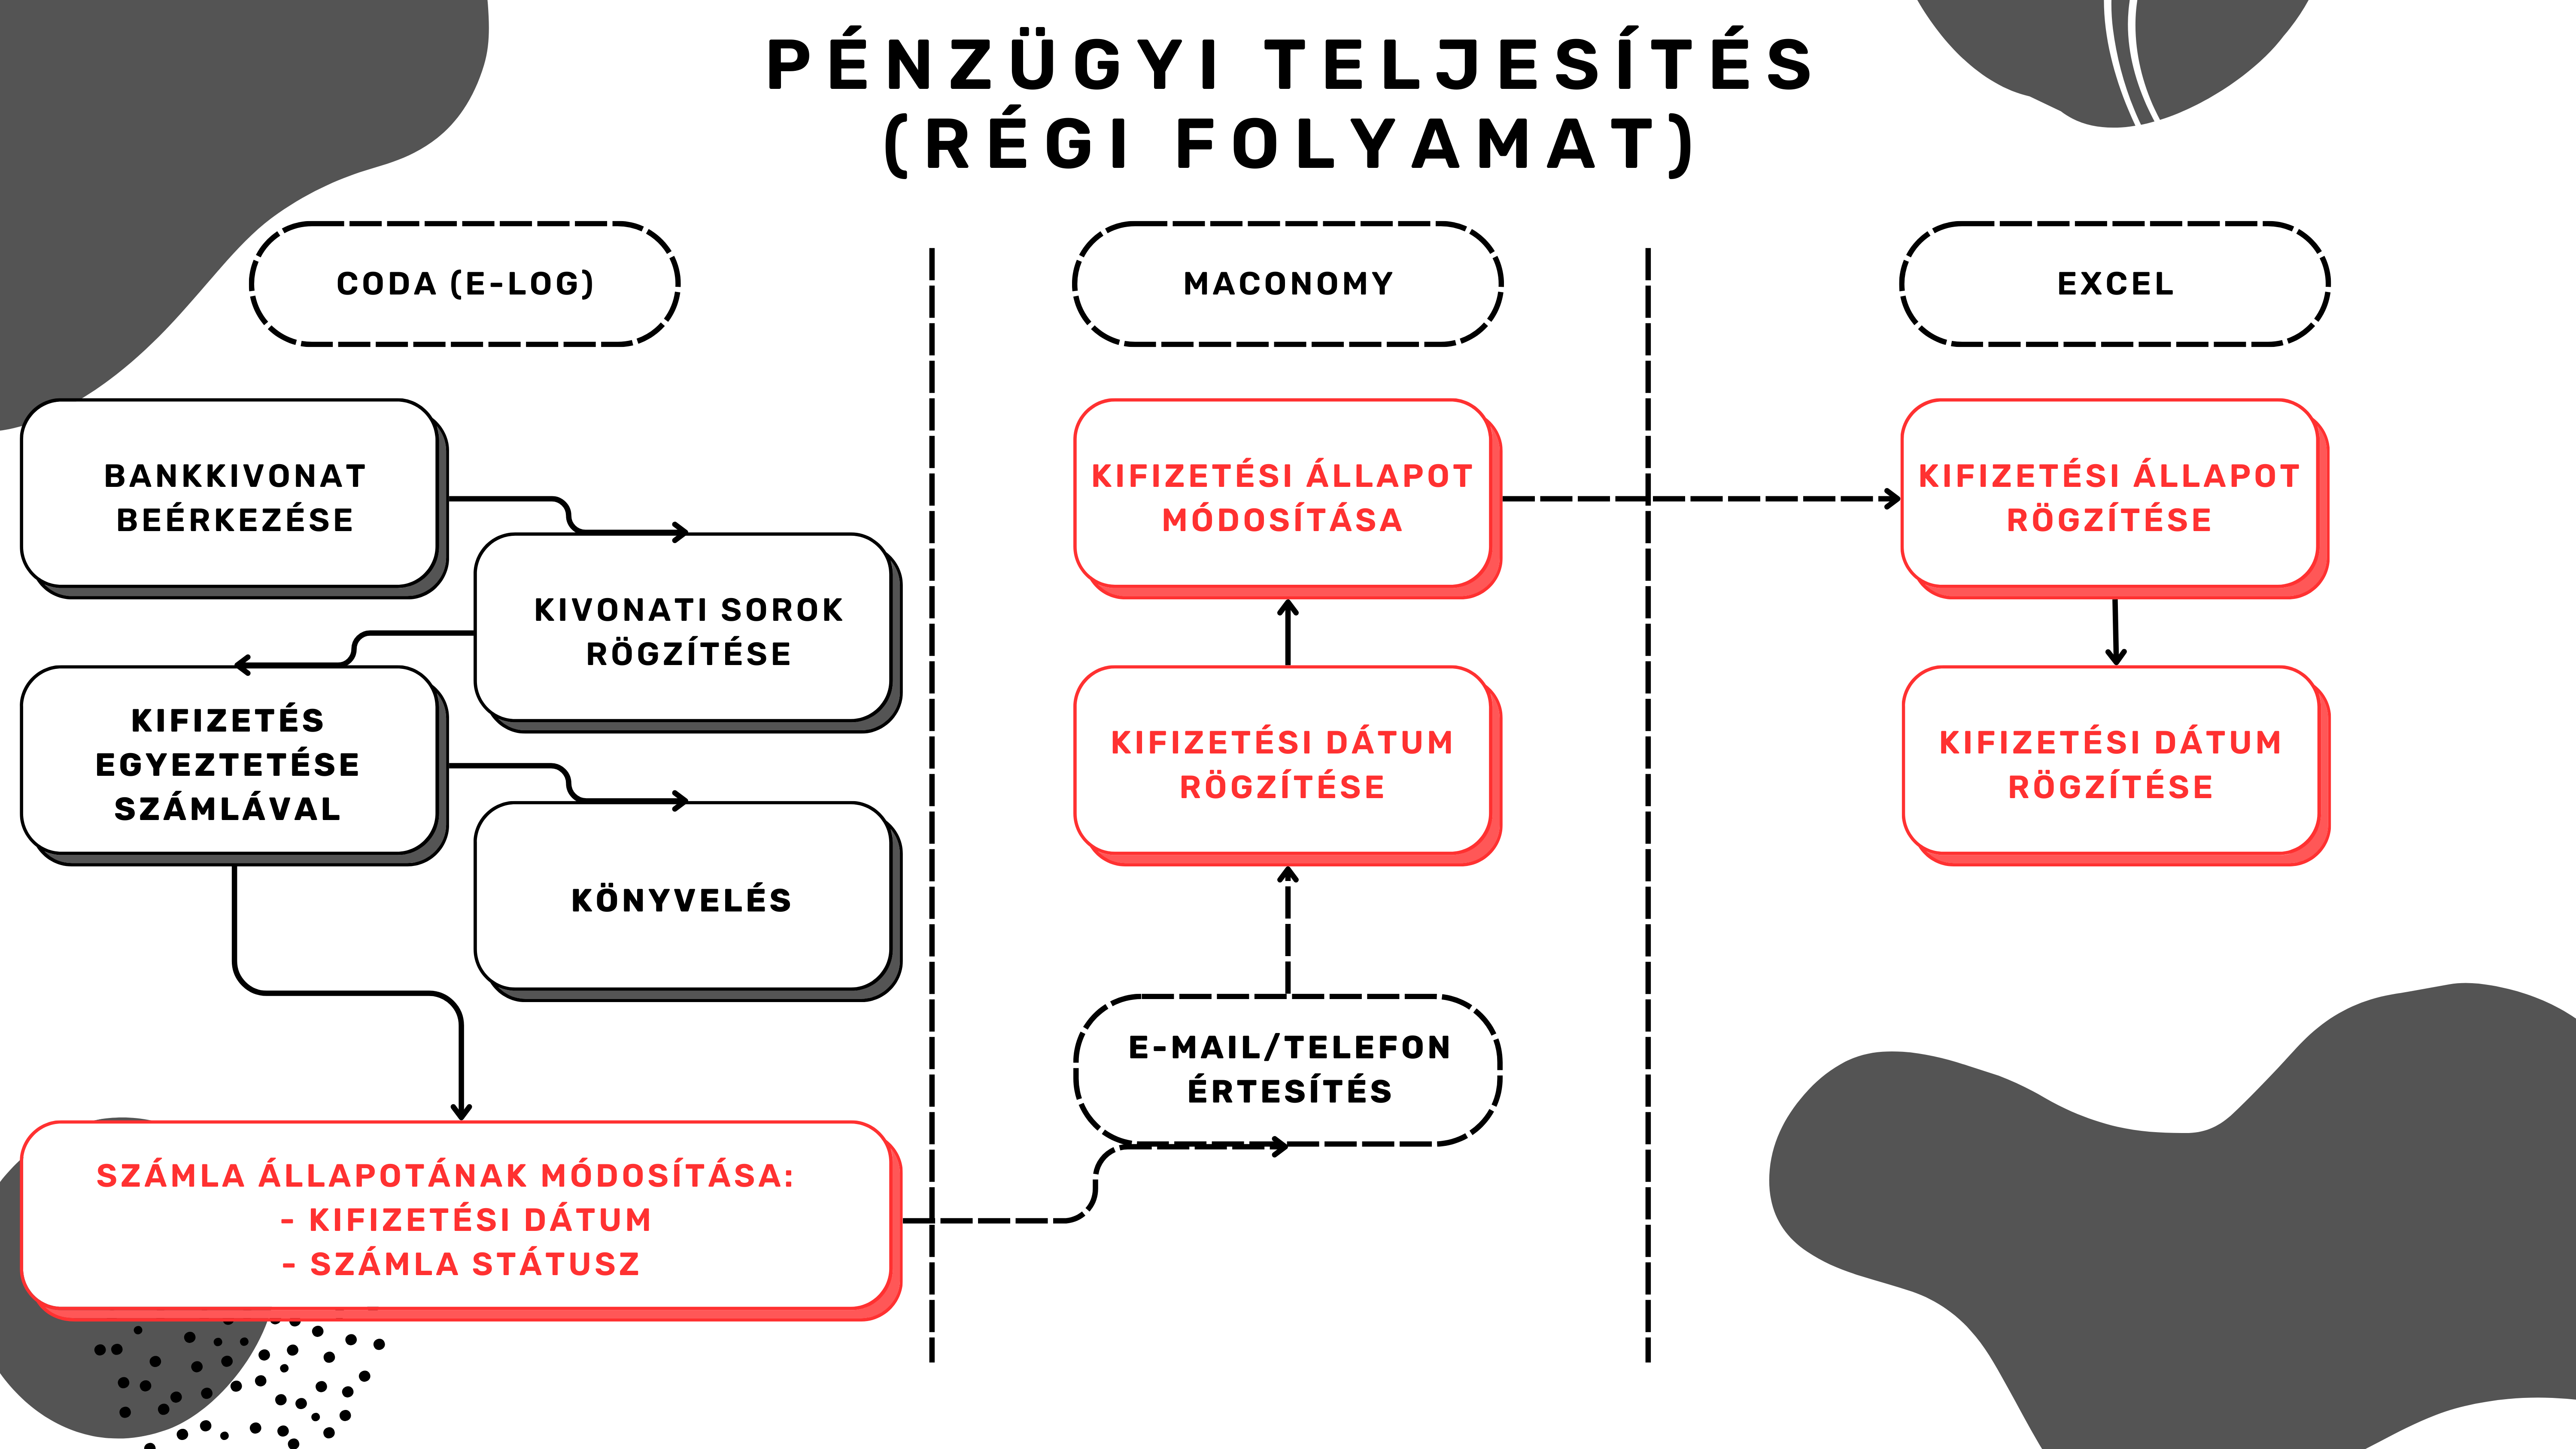 PÉNZÜGYI TELJESÍTÉS
(RÉGI FOLYAMAT)
CODA (E-LOG)
BANKKIVONAT
BEÉRKEZÉSE
KIVONATI SOROK
RÖGZÍTÉSE
KIFIZETÉS
EGYEZTETÉSE
SZÁMLÁVAL
KÖNYVELÉS
SZÁMLA ÁLLAPOTÁNAK MÓDOSÍTÁSA:
- KIFIZETÉSI DÁTUM
- SZÁMLA STÁTUSZ
MACONOMY
KIFIZETÉSI ÁLLAPOT
MÓDOSÍTÁSA
KIFIZETÉSI DÁTUM
RÖGZÍTÉSE
E-MAIL/TELEFON
ÉRTESÍTÉS
EXCEL
KIFIZETÉSI ÁLLAPOT
RÖGZÍTÉSE
KIFIZETÉSI DÁTUM
RÖGZÍTÉSE